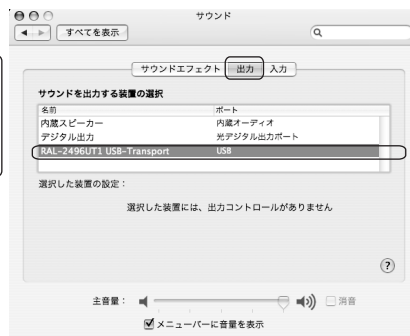 サウンド
すべてを表示
サウンドエフェクト 出力 入力
サウンドを出力する装置の選択
名前 ポート
内蔵スピーカー 内蔵オーディオ
デジタル出力 光デジタル出力ポート
RAL-2496UT1 USB-Transport USB
選択した装置の設定：
選択した装置には、出力コントロールがありません
?
主音量： 消音
メニューバーに音量を表示